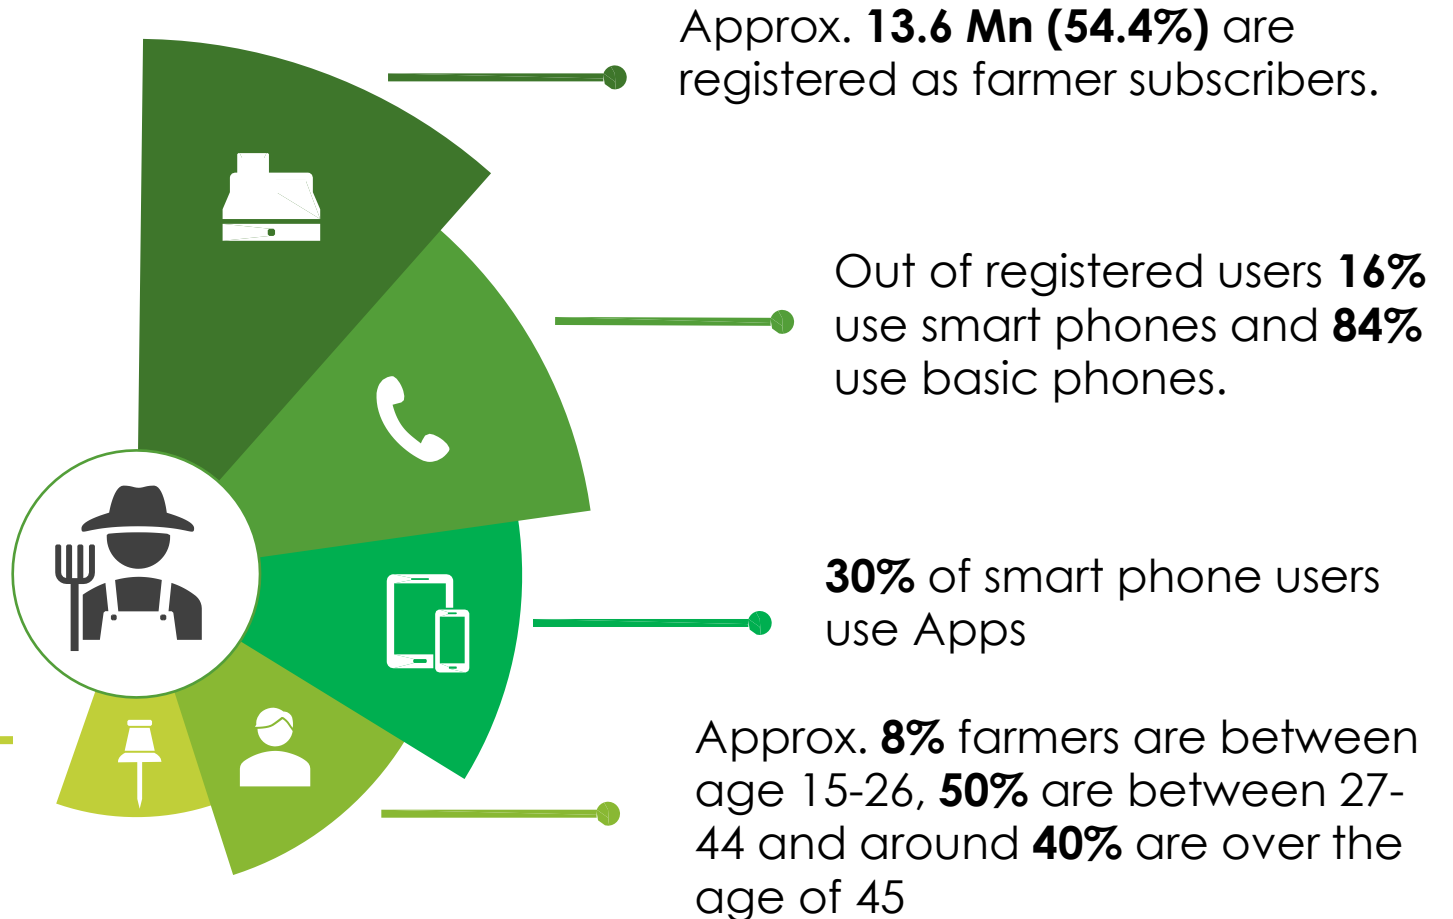 Approx. 13.6 Mn (54.4%) are
registered as farmer subscribers.
Out of registered users 16%
use smart phones and 84%
use basic phones.
30% of smart phone users
use Apps
Approx. 8% farmers are between
age 15-26, 50% are between 27-
44 and around 40% are over the
age of 45